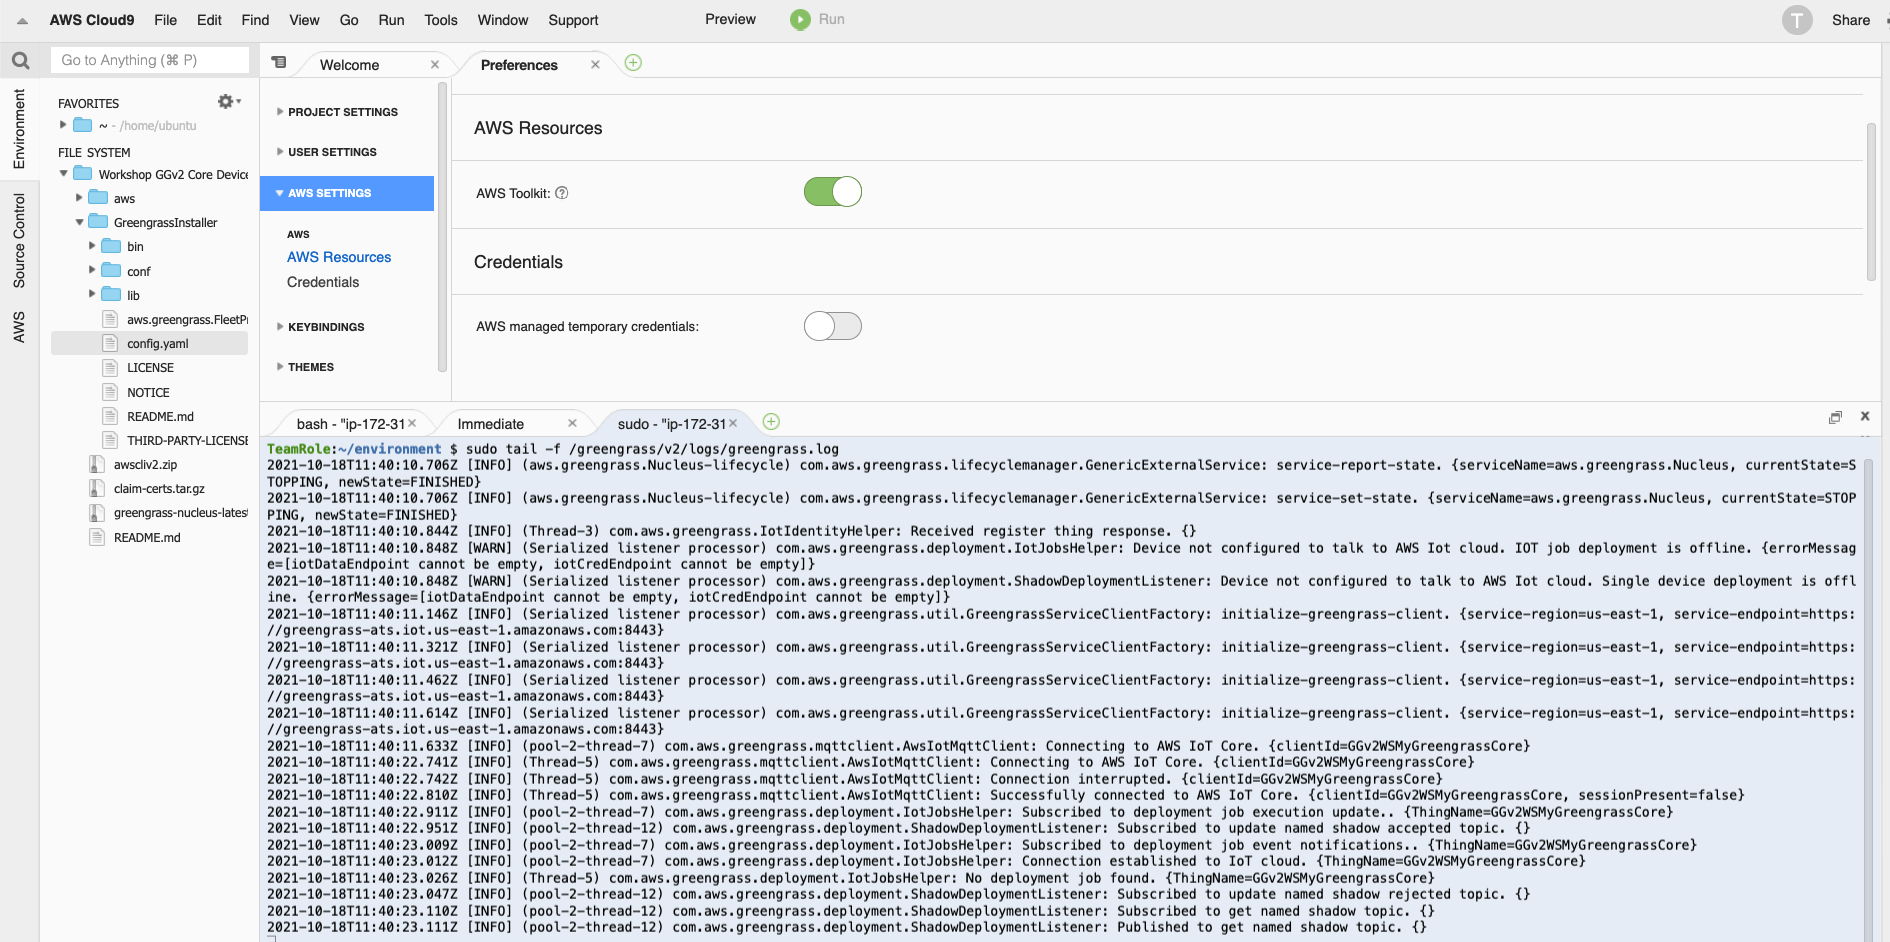 AWS Cloud9 File Edit Find View Go Run Tools Window Support Preview Run T Share
Go to Anything (⌘ P)
Environment
Source Control
AWS
FAVORITES
~ - /home/ubuntu
FILE SYSTEM
Workshop GGv2 Core Device
aws
GreengrassInstaller
bin
conf
lib
aws.greengrass.FleetPr
config.yaml
LICENSE
NOTICE
README.md
THIRD-PARTY-LICENSE
awscliv2.zip
claim-certs.tar.gz
greengrass-nucleus-latest
README.md
Welcome × Preferences ×
PROJECT SETTINGS
USER SETTINGS
AWS SETTINGS
AWS
AWS Resources
Credentials
KEYBINDINGS
THEMES
AWS Resources
AWS Toolkit: ?
Credentials
AWS managed temporary credentials:
bash - "ip-172-31 × Immediate × sudo - "ip-172-31 ×
TeamRole:~/environment $ sudo tail -f /greengrass/v2/logs/greengrass.log
2021-10-18T11:40:10.706Z [INFO] (aws.greengrass.Nucleus-lifecycle) com.aws.greengrass.lifecyclemanager.GenericExternalService: service-report-state. {serviceName=aws.greengrass.Nucleus, currentState=S
TOPPING, newState=FINISHED}
2021-10-18T11:40:10.706Z [INFO] (aws.greengrass.Nucleus-lifecycle) com.aws.greengrass.lifecyclemanager.GenericExternalService: service-set-state. {serviceName=aws.greengrass.Nucleus, currentState=STOP
PING, newState=FINISHED}
2021-10-18T11:40:10.844Z [INFO] (Thread-3) com.aws.greengrass.IotIdentityHelper: Received register thing response. {}
2021-10-18T11:40:10.848Z [WARN] (Serialized listener processor) com.aws.greengrass.deployment.IotJobsHelper: Device not configured to talk to AWS Iot cloud. IOT job deployment is offline. {errorMessag
e=[iotDataEndpoint cannot be empty, iotCredEndpoint cannot be empty]}
2021-10-18T11:40:10.848Z [WARN] (Serialized listener processor) com.aws.greengrass.deployment.ShadowDeploymentListener: Device not configured to talk to AWS Iot cloud. Single device deployment is offl
ine. {errorMessage=[iotDataEndpoint cannot be empty, iotCredEndpoint cannot be empty]}
2021-10-18T11:40:11.146Z [INFO] (Serialized listener processor) com.aws.greengrass.util.GreengrassServiceClientFactory: initialize-greengrass-client. {service-region=us-east-1, service-endpoint=https:
//greengrass-ats.iot.us-east-1.amazonaws.com:8443}
2021-10-18T11:40:11.321Z [INFO] (Serialized listener processor) com.aws.greengrass.util.GreengrassServiceClientFactory: initialize-greengrass-client. {service-region=us-east-1, service-endpoint=https:
//greengrass-ats.iot.us-east-1.amazonaws.com:8443}
2021-10-18T11:40:11.462Z [INFO] (Serialized listener processor) com.aws.greengrass.util.GreengrassServiceClientFactory: initialize-greengrass-client. {service-region=us-east-1, service-endpoint=https:
//greengrass-ats.iot.us-east-1.amazonaws.com:8443}
2021-10-18T11:40:11.614Z [INFO] (Serialized listener processor) com.aws.greengrass.util.GreengrassServiceClientFactory: initialize-greengrass-client. {service-region=us-east-1, service-endpoint=https:
//greengrass-ats.iot.us-east-1.amazonaws.com:8443}
2021-10-18T11:40:11.633Z [INFO] (pool-2-thread-7) com.aws.greengrass.mqttclient.AwsIotMqttClient: Connecting to AWS IoT Core. {clientId=GGv2WSMyGreengrassCore}
2021-10-18T11:40:22.741Z [INFO] (Thread-5) com.aws.greengrass.mqttclient.AwsIotMqttClient: Connecting to AWS IoT Core. {clientId=GGv2WSMyGreengrassCore}
2021-10-18T11:40:22.742Z [INFO] (Thread-5) com.aws.greengrass.mqttclient.AwsIotMqttClient: Connection interrupted. {clientId=GGv2WSMyGreengrassCore}
2021-10-18T11:40:22.810Z [INFO] (Thread-5) com.aws.greengrass.mqttclient.AwsIotMqttClient: Successfully connected to AWS IoT Core. {clientId=GGv2WSMyGreengrassCore, sessionPresent=false}
2021-10-18T11:40:22.911Z [INFO] (pool-2-thread-7) com.aws.greengrass.deployment.IotJobsHelper: Subscribed to deployment job execution update.. {ThingName=GGv2WSMyGreengrassCore}
2021-10-18T11:40:22.951Z [INFO] (pool-2-thread-12) com.aws.greengrass.deployment.ShadowDeploymentListener: Subscribed to update named shadow accepted topic. {}
2021-10-18T11:40:23.009Z [INFO] (pool-2-thread-7) com.aws.greengrass.deployment.IotJobsHelper: Subscribed to deployment job event notifications.. {ThingName=GGv2WSMyGreengrassCore}
2021-10-18T11:40:23.012Z [INFO] (pool-2-thread-7) com.aws.greengrass.deployment.IotJobsHelper: Connection established to IoT cloud. {ThingName=GGv2WSMyGreengrassCore}
2021-10-18T11:40:23.026Z [INFO] (Thread-5) com.aws.greengrass.deployment.IotJobsHelper: No deployment job found. {ThingName=GGv2WSMyGreengrassCore}
2021-10-18T11:40:23.047Z [INFO] (pool-2-thread-12) com.aws.greengrass.deployment.ShadowDeploymentListener: Subscribed to update named shadow rejected topic. {}
2021-10-18T11:40:23.110Z [INFO] (pool-2-thread-12) com.aws.greengrass.deployment.ShadowDeploymentListener: Subscribed to get named shadow topic. {}
2021-10-18T11:40:23.111Z [INFO] (pool-2-thread-12) com.aws.greengrass.deployment.ShadowDeploymentListener: Published to get named shadow topic. {}